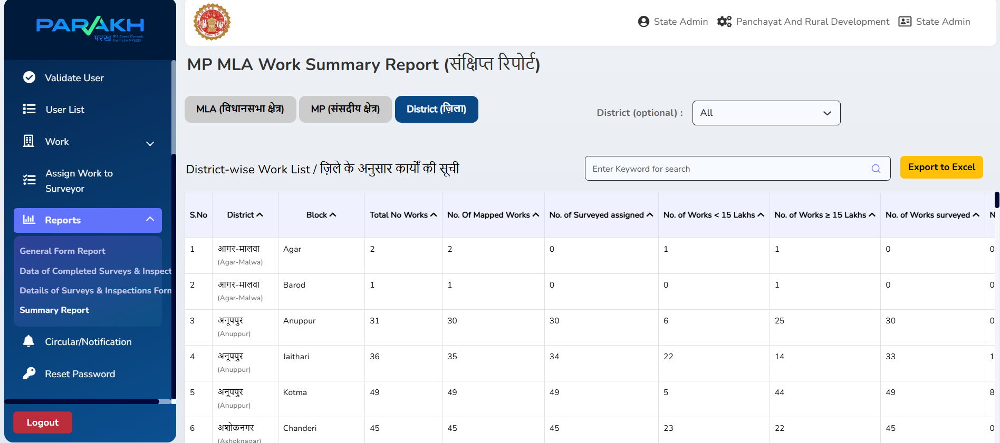 PARAKH
परख GIS Based Dynamic
Forms by MPSSDI
Validate User
User List
Work
Assign Work to
Surveyor
Reports
General Form Report
Data of Completed Surveys & Inspect
Details of Surveys & Inspections Form
Summary Report
Circular/Notification
Reset Password
Logout
State Admin
Panchayat And Rural Development
State Admin
MP MLA Work Summary Report (संक्षिप्त रिपोर्ट)
MLA (विधानसभा क्षेत्र) MP (संसदीय क्षेत्र) District (ज़िला)
District (optional) : All
District-wise Work List / ज़िले के अनुसार कार्यों की सूची
Enter Keyword for search
Export to Excel
S.No District Block Total No Works No. Of Mapped Works No. of Surveyed assigned No. of Works < 15 Lakhs No. of Works ≥ 15 Lakhs No. of Works surveyed N
1 आगर-मालवा (Agar-Malwa) Agar 2 2 0 1 1 0 0
2 आगर-मालवा (Agar-Malwa) Barod 1 1 0 0 1 0 0
3 अनूपपुर (Anuppur) Anuppur 31 30 30 6 25 30 0
4 अनूपपुर (Anuppur) Jaithari 36 35 34 22 14 33 1
5 अनूपपुर (Anuppur) Kotma 49 49 49 5 44 49 8
6 अशोकनगर (Ashoknagar) Chanderi 45 45 45 23 22 45 0